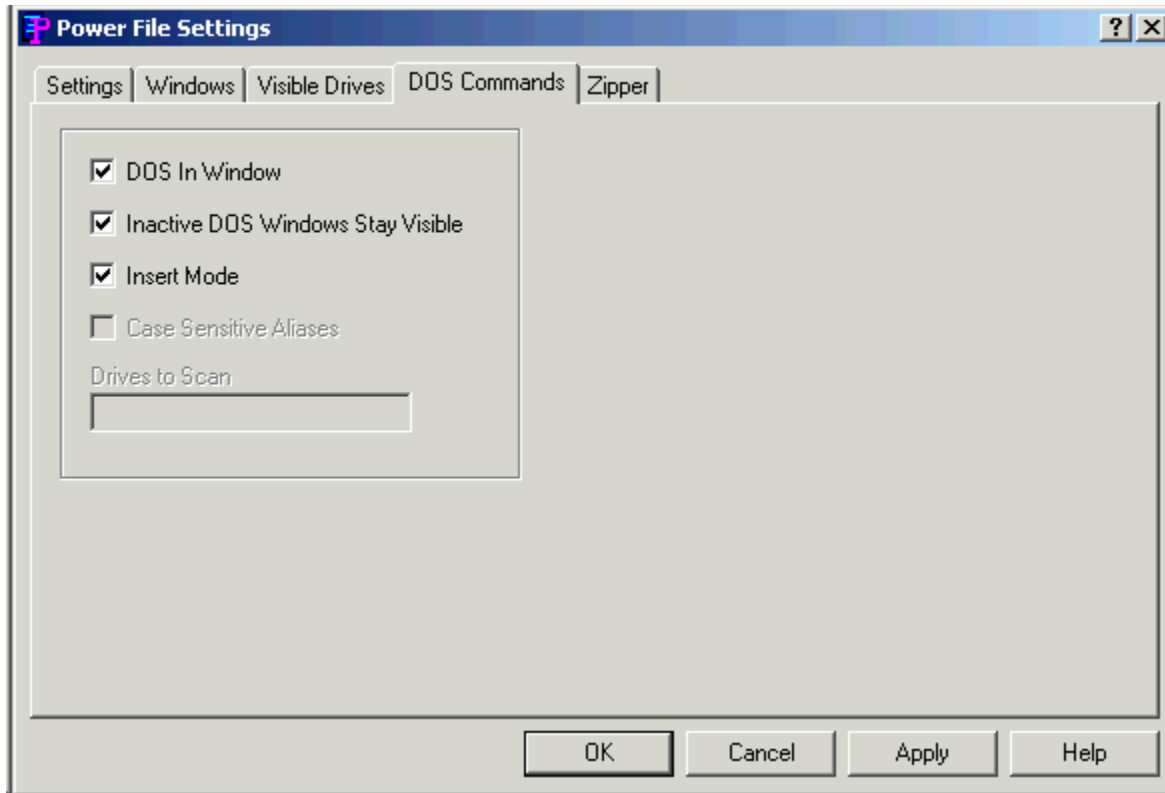 Power File Settings
Settings Windows Visible Drives DOS Commands Zipper
DOS In Window
Inactive DOS Windows Stay Visible
Insert Mode
Case Sensitive Aliases
Drives to Scan
OK Cancel Apply Help